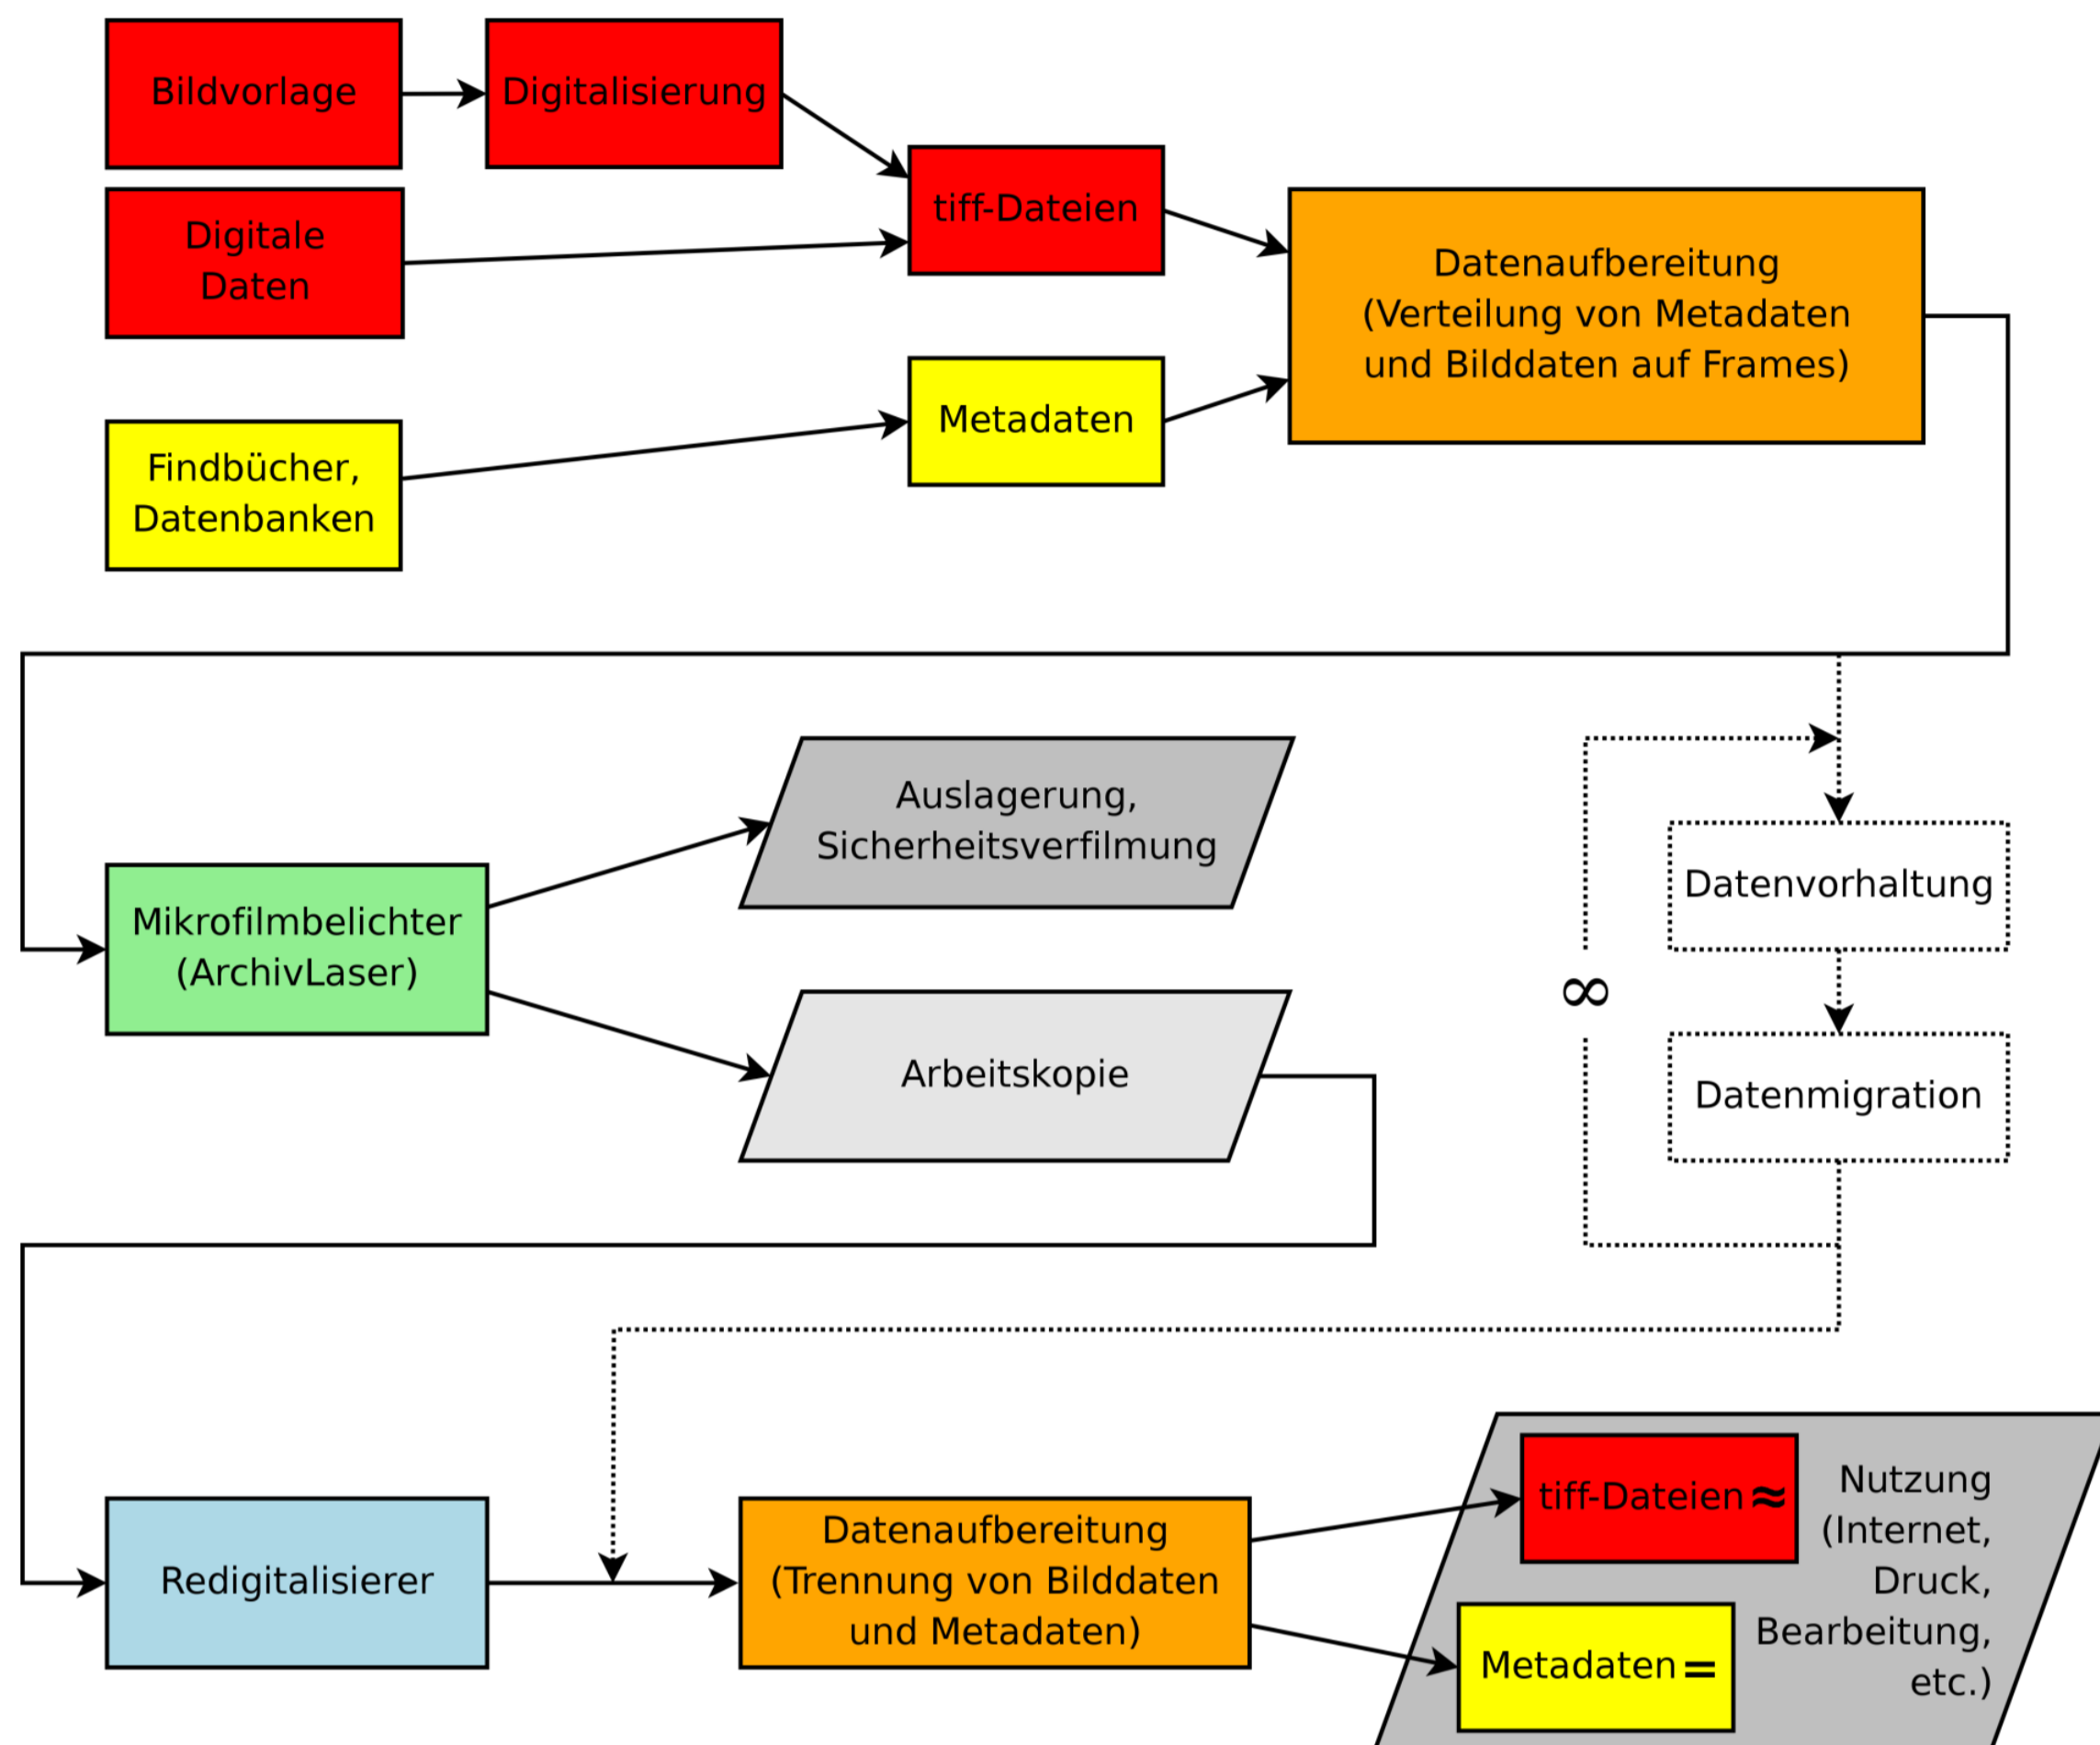 Bildvorlage
Digitalisierung
tiff-Dateien
Digitale
Daten
Datenaufbereitung
(Verteilung von Metadaten
und Bilddaten auf Frames)
Metadaten
Findbücher,
Datenbanken
Auslagerung,
Sicherheitsverfilmung
Datenvorhaltung
Mikrofilmbelichter
(ArchivLaser)
∞
Arbeitskopie
Datenmigration
Redigitalisierer
Datenaufbereitung
(Trennung von Bilddaten
und Metadaten)
tiff-Dateien≈
Metadaten=
Nutzung
(Internet,
Druck,
Bearbeitung,
etc.)